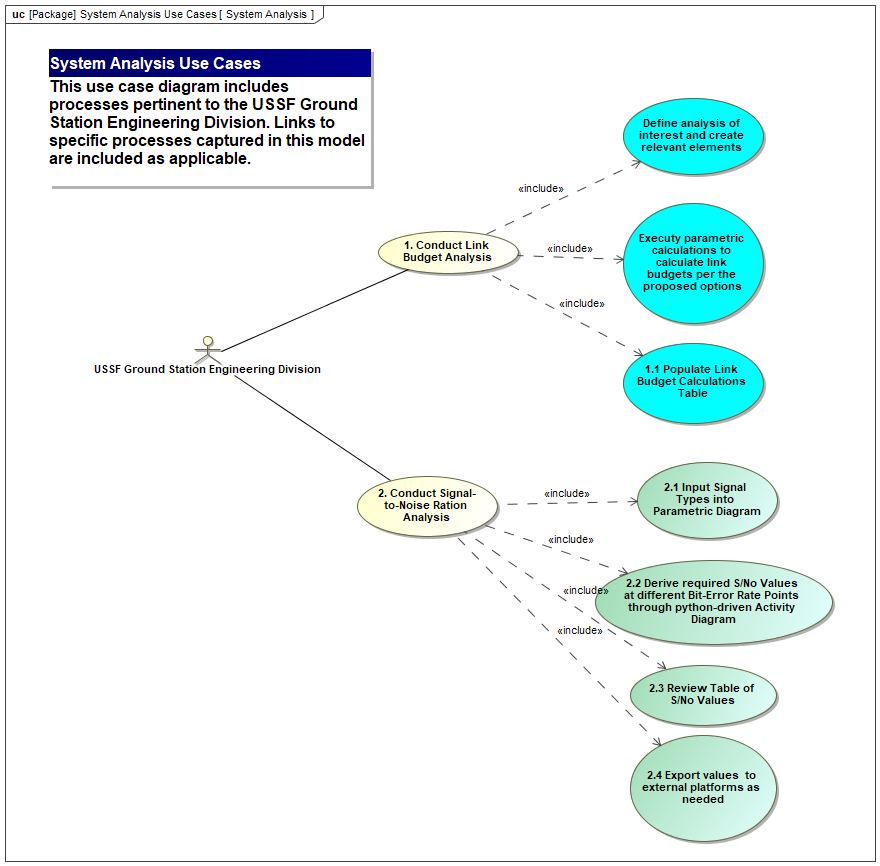 uc [Package] System Analysis Use Cases [ System Analysis ]
System Analysis Use Cases
This use case diagram includes
processes pertinent to the USSF Ground
Station Engineering Division. Links to
specific processes captured in this model
are included as applicable.
Define analysis of
interest and create
relevant elements
«include»
1. Conduct Link
Budget Analysis
«include»
Executy parametric
calculations to
calculate link
budgets per the
proposed options
«include»
1.1 Populate Link
Budget Calculations
Table
USSF Ground Station Engineering Division
2. Conduct Signal-
to-Noise Ration
Analysis
«include»
2.1 Input Signal
Types into
Parametric Diagram
«include»
2.2 Derive required S/No Values
at different Bit-Error Rate Points
through python-driven Activity
Diagram
«include»
«include»
2.3 Review Table of
S/No Values
2.4 Export values  to
external platforms as
needed